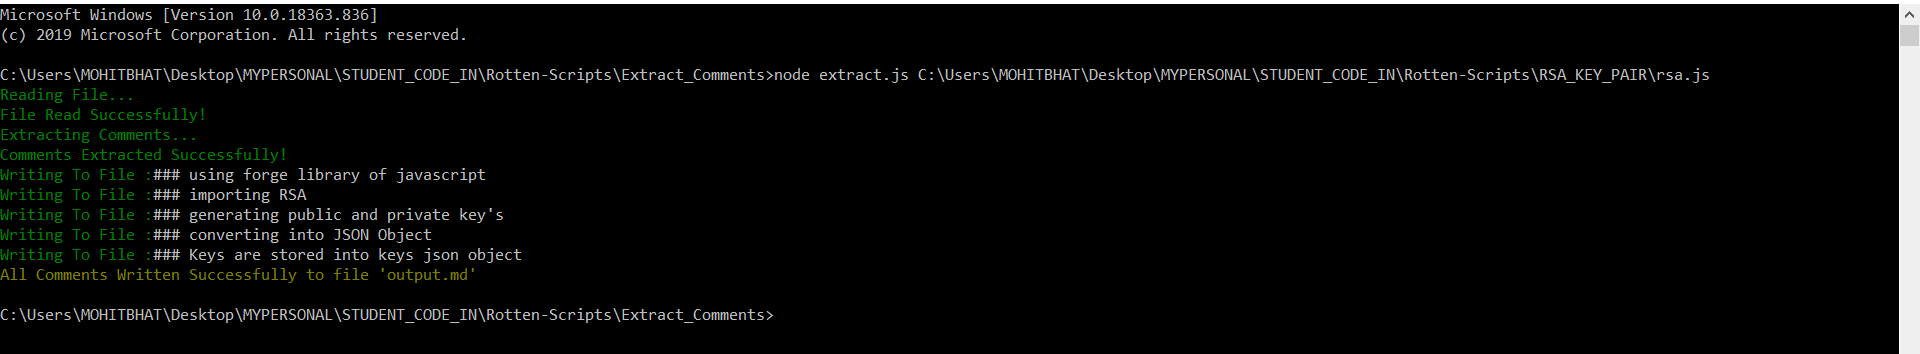 Microsoft Windows [Version 10.0.18363.836]
(c) 2019 Microsoft Corporation. All rights reserved.
C:\Users\MOHITBHAT\Desktop\MYPERSONAL\STUDENT_CODE_IN\Rotten-Scripts\Extract_Comments>node extract.js C:\Users\MOHITBHAT\Desktop\MYPERSONAL\STUDENT_CODE_IN\Rotten-Scripts\RSA_KEY_PAIR\rsa.js
Reading File...
File Read Successfully!
Extracting Comments...
Comments Extracted Successfully!
Writing To File :### using forge library of javascript
Writing To File :### importing RSA
Writing To File :### generating public and private key's
Writing To File :### converting into JSON Object
Writing To File :### Keys are stored into keys json object
All Comments Written Successfully to file 'output.md'
C:\Users\MOHITBHAT\Desktop\MYPERSONAL\STUDENT_CODE_IN\Rotten-Scripts\Extract_Comments>